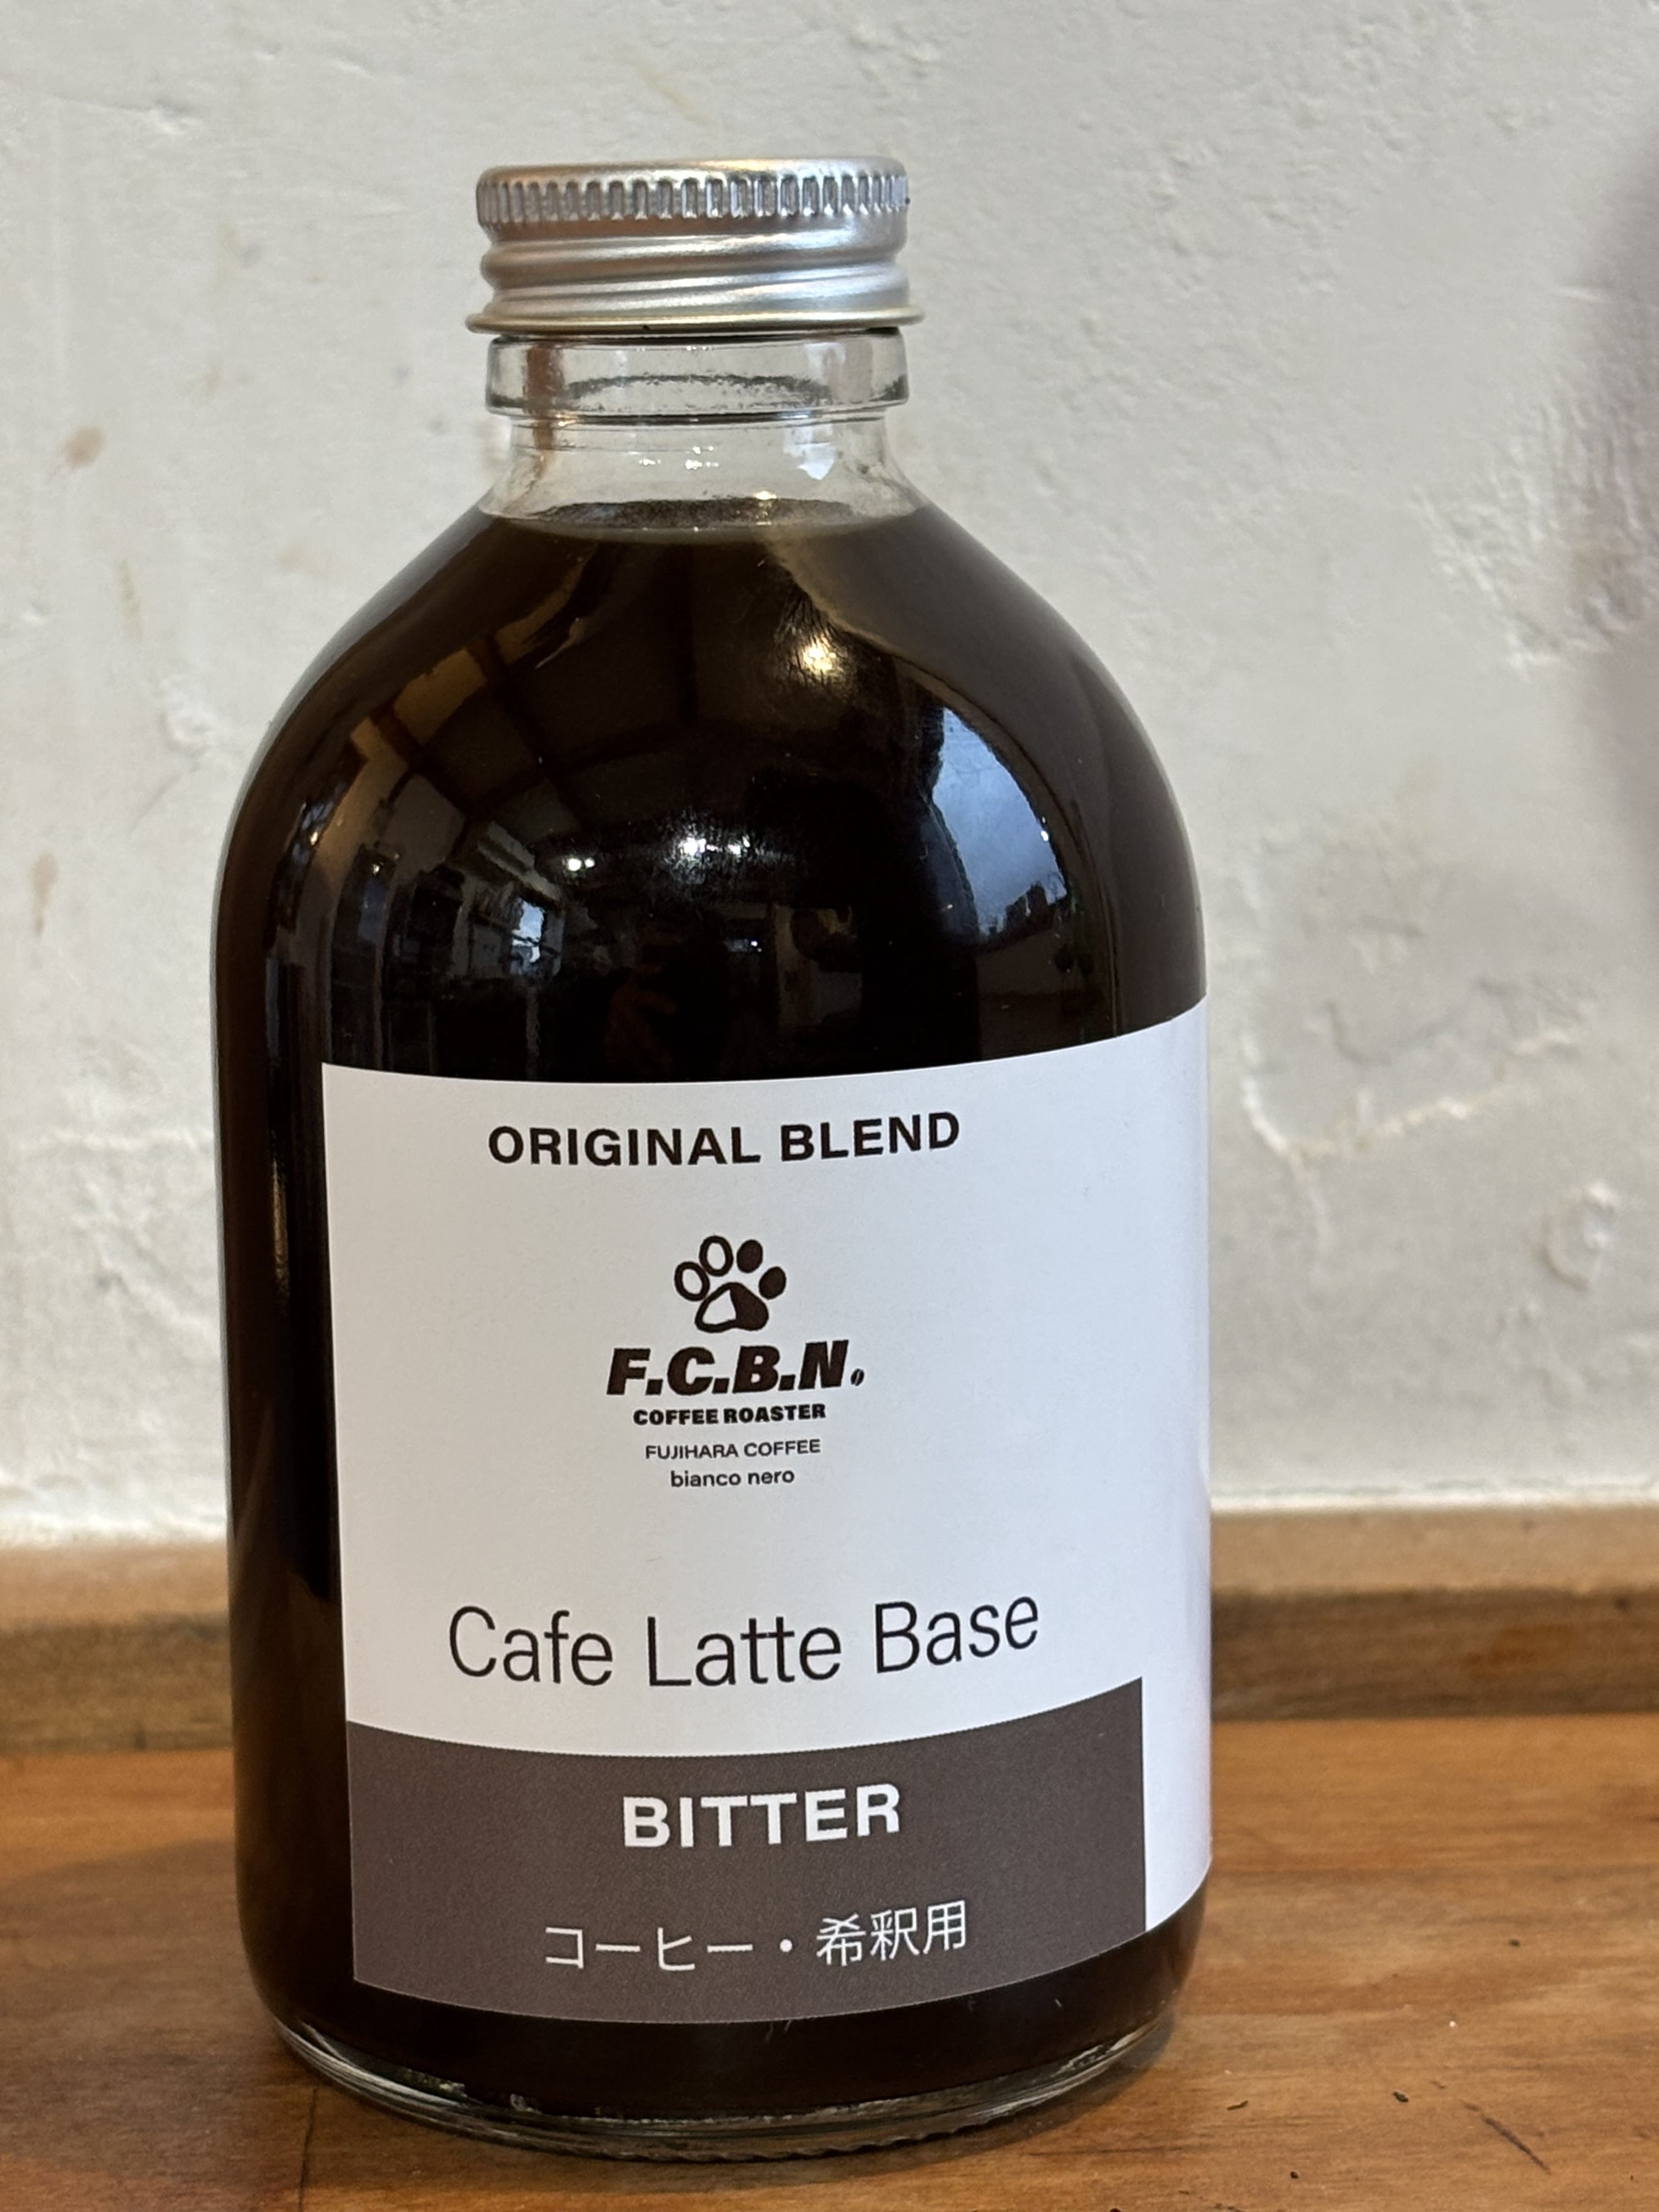 ORIGINAL BLEND
F.C.B.N.
COFFEE ROASTER
FUJIHARA COFFEE
bianco nero
Cafe Latte Base
BITTER
コーヒー・希釈用